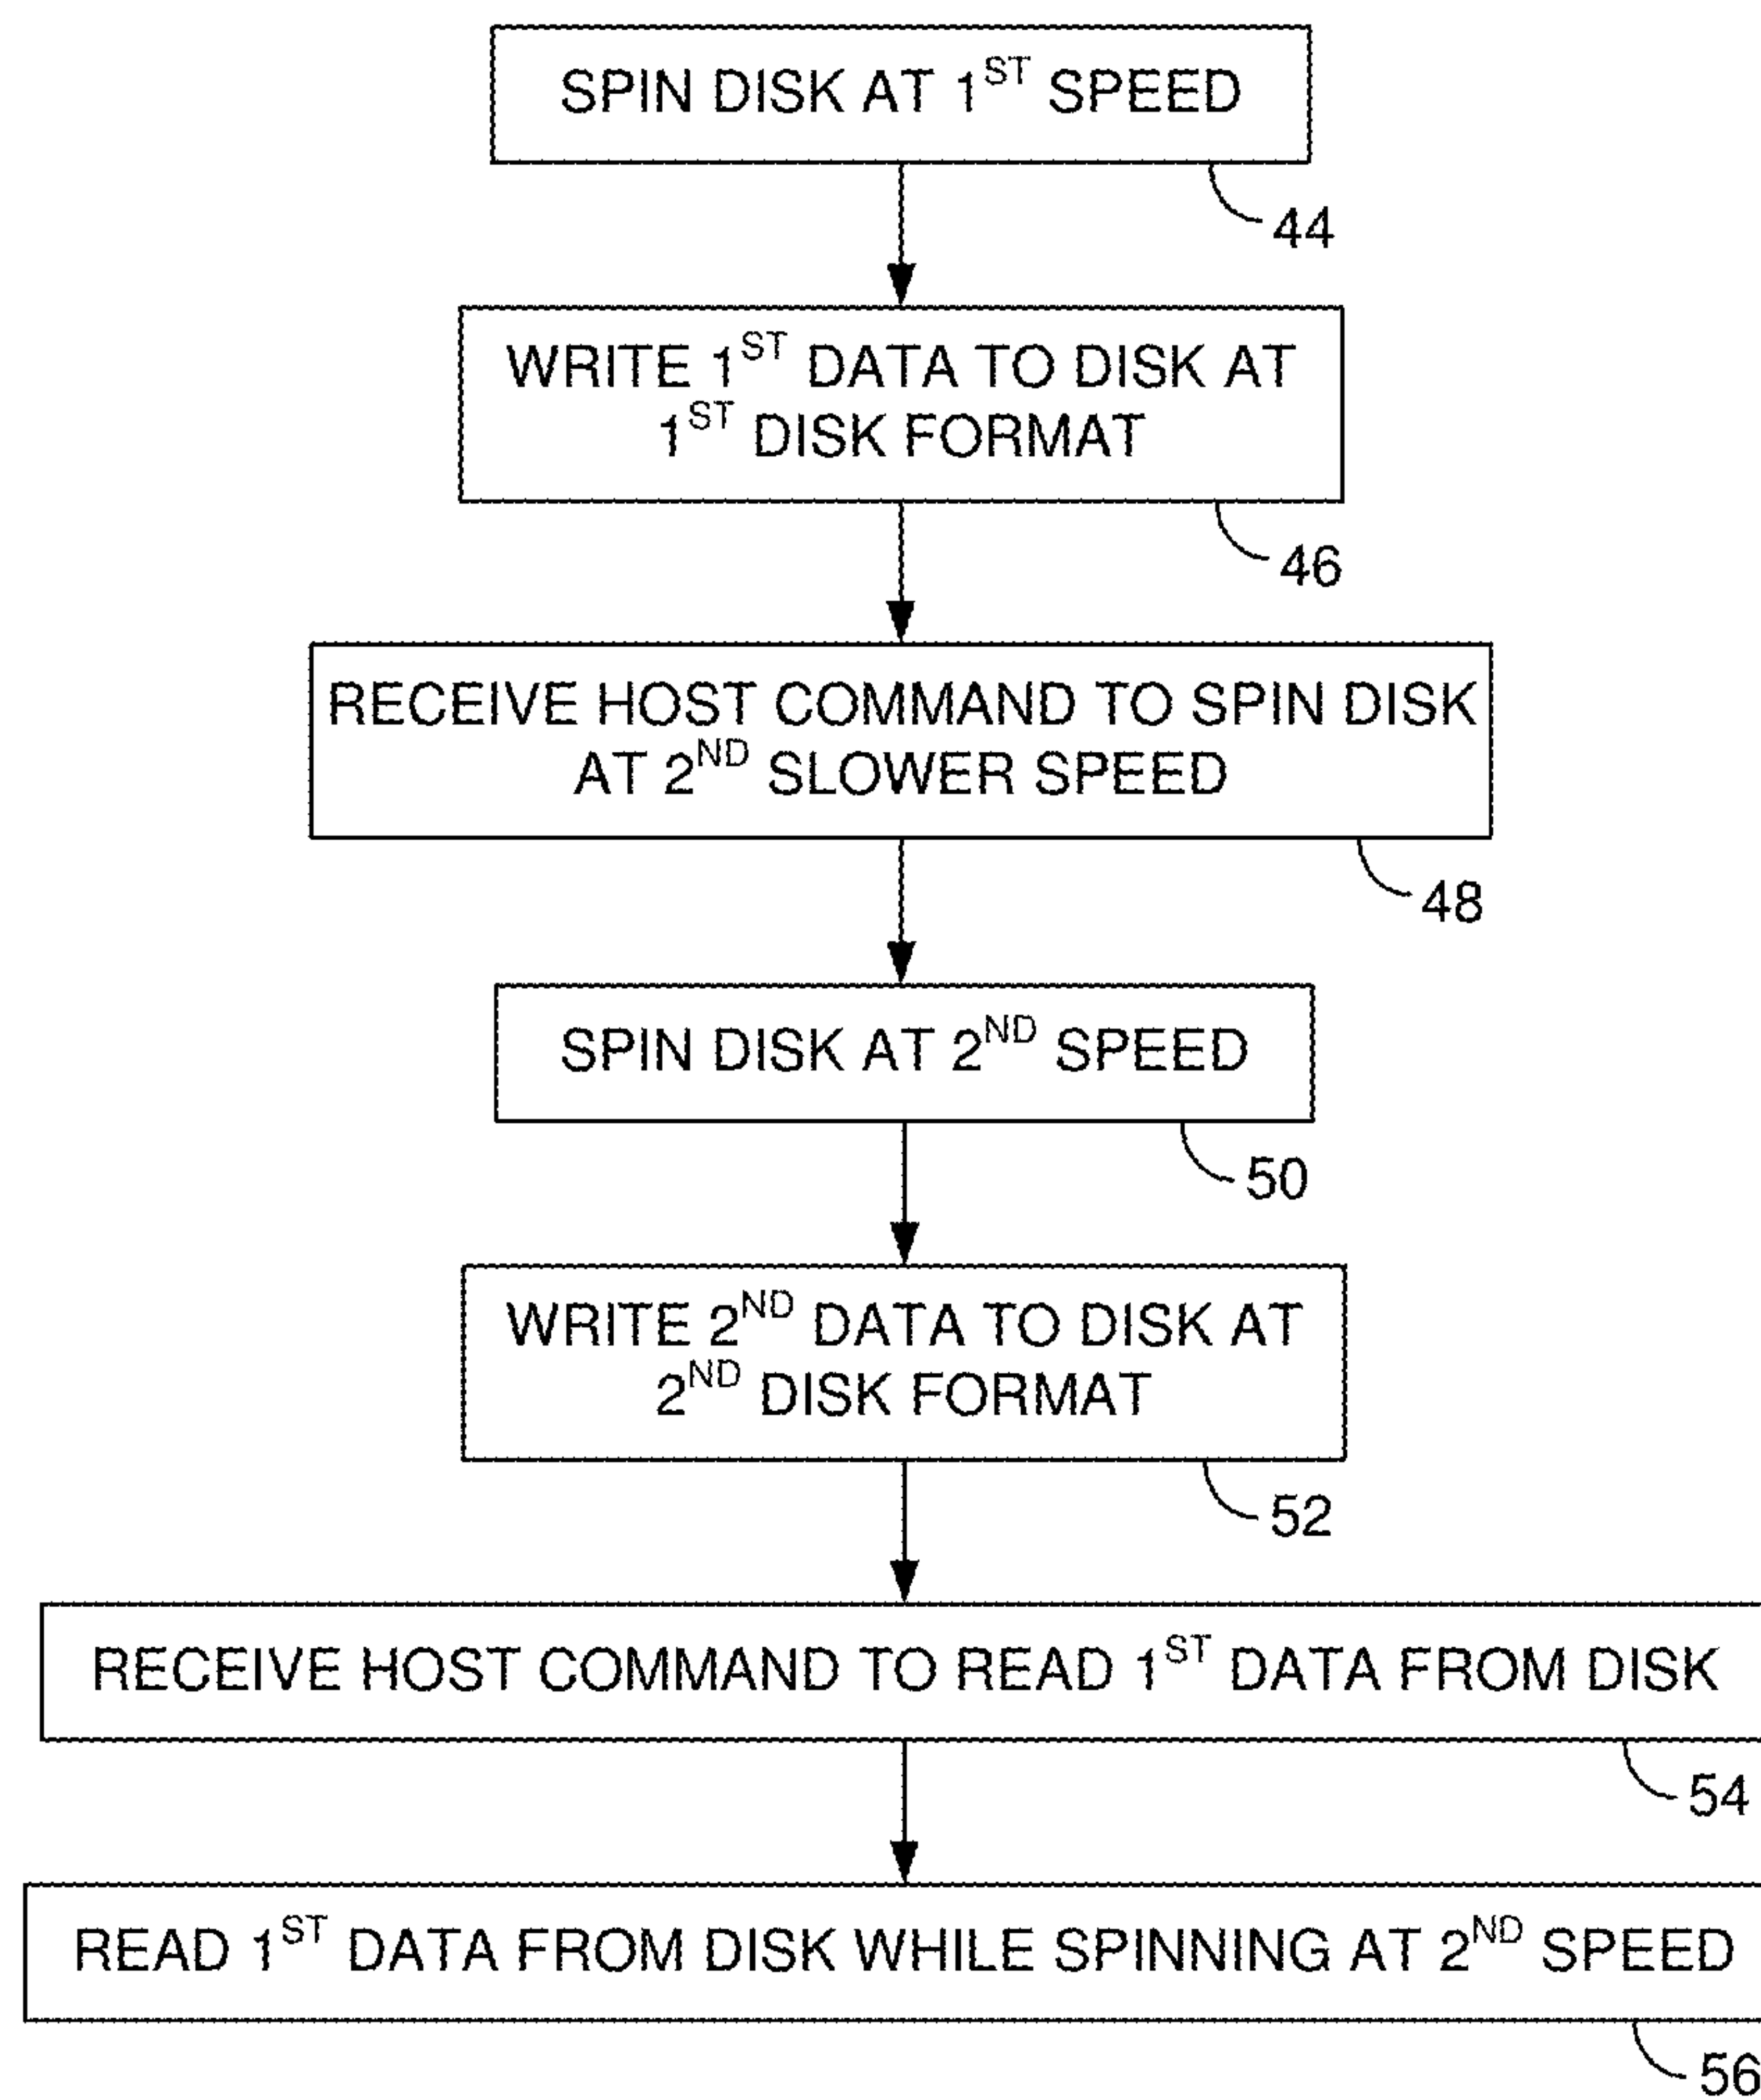 SPIN DISK AT 1ST SPEED
44
WRITE 1ST DATA TO DISK AT
1ST DISK FORMAT
46
RECEIVE HOST COMMAND TO SPIN DISK
AT 2ND SLOWER SPEED
48
SPIN DISK AT 2ND SPEED
50
WRITE 2ND DATA TO DISK AT
2ND DISK FORMAT
52
RECEIVE HOST COMMAND TO READ 1ST DATA FROM DISK
54
READ 1ST DATA FROM DISK WHILE SPINNING AT 2ND SPEED
56